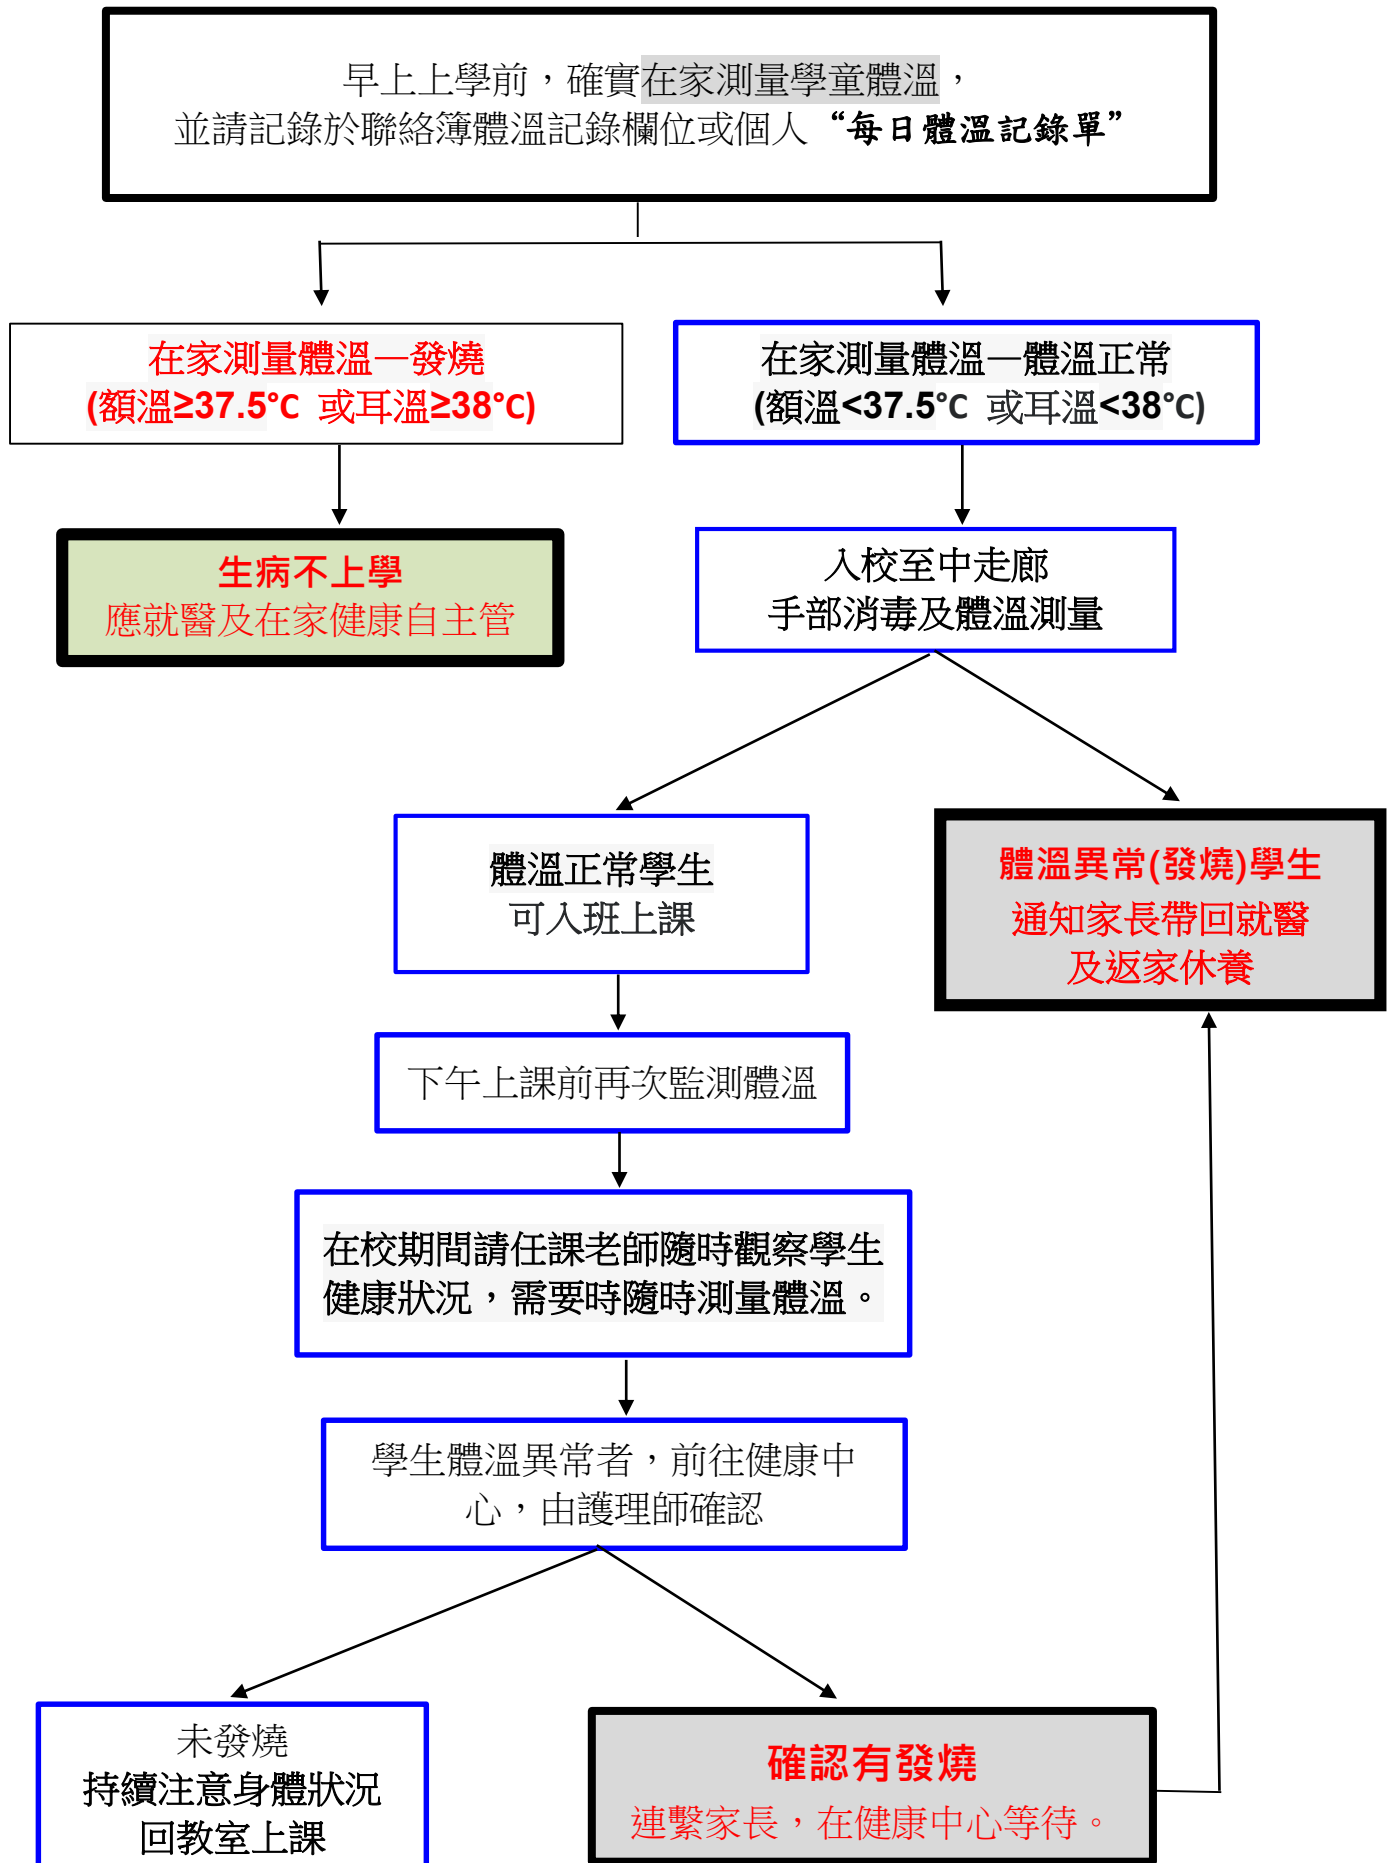 早上上學前，確實在家測量學童體溫，
並請記錄於聯絡簿體溫記錄欄位或個人“每日體溫記錄單”
在家測量體溫—發燒
(額溫≥37.5℃ 或耳溫≥38℃)
在家測量體溫—體溫正常
(額溫<37.5℃ 或耳溫<38℃)
生病不上學
應就醫及在家健康自主管
入校至中走廊
手部消毒及體溫測量
體溫正常學生
可入班上課
體溫異常(發燒)學生
通知家長帶回就醫
及返家休養
下午上課前再次監測體溫
在校期間請任課老師隨時觀察學生
健康狀況，需要時隨時測量體溫。
學生體溫異常者，前往健康中
心，由護理師確認
未發燒
持續注意身體狀況
回教室上課
確認有發燒
連繫家長，在健康中心等待。